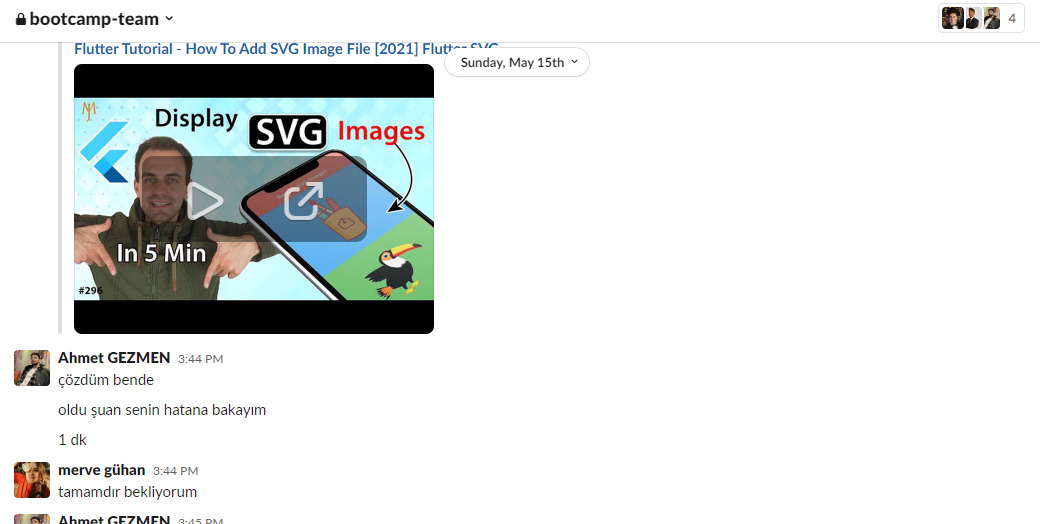 bootcamp-team
4
Flutter Tutorial - How To Add SVG Image File [2021] Flutter SVG
Sunday, May 15th
JM
Display SVG Images
In 5 Min
#296
Ahmet GEZMEN 3:44 PM
çözdüm bende
oldu şuan senin hatana bakayım
1 dk
merve gühan 3:44 PM
tamamdır bekliyorum
Ahmet GEZMEN 3:45 PM